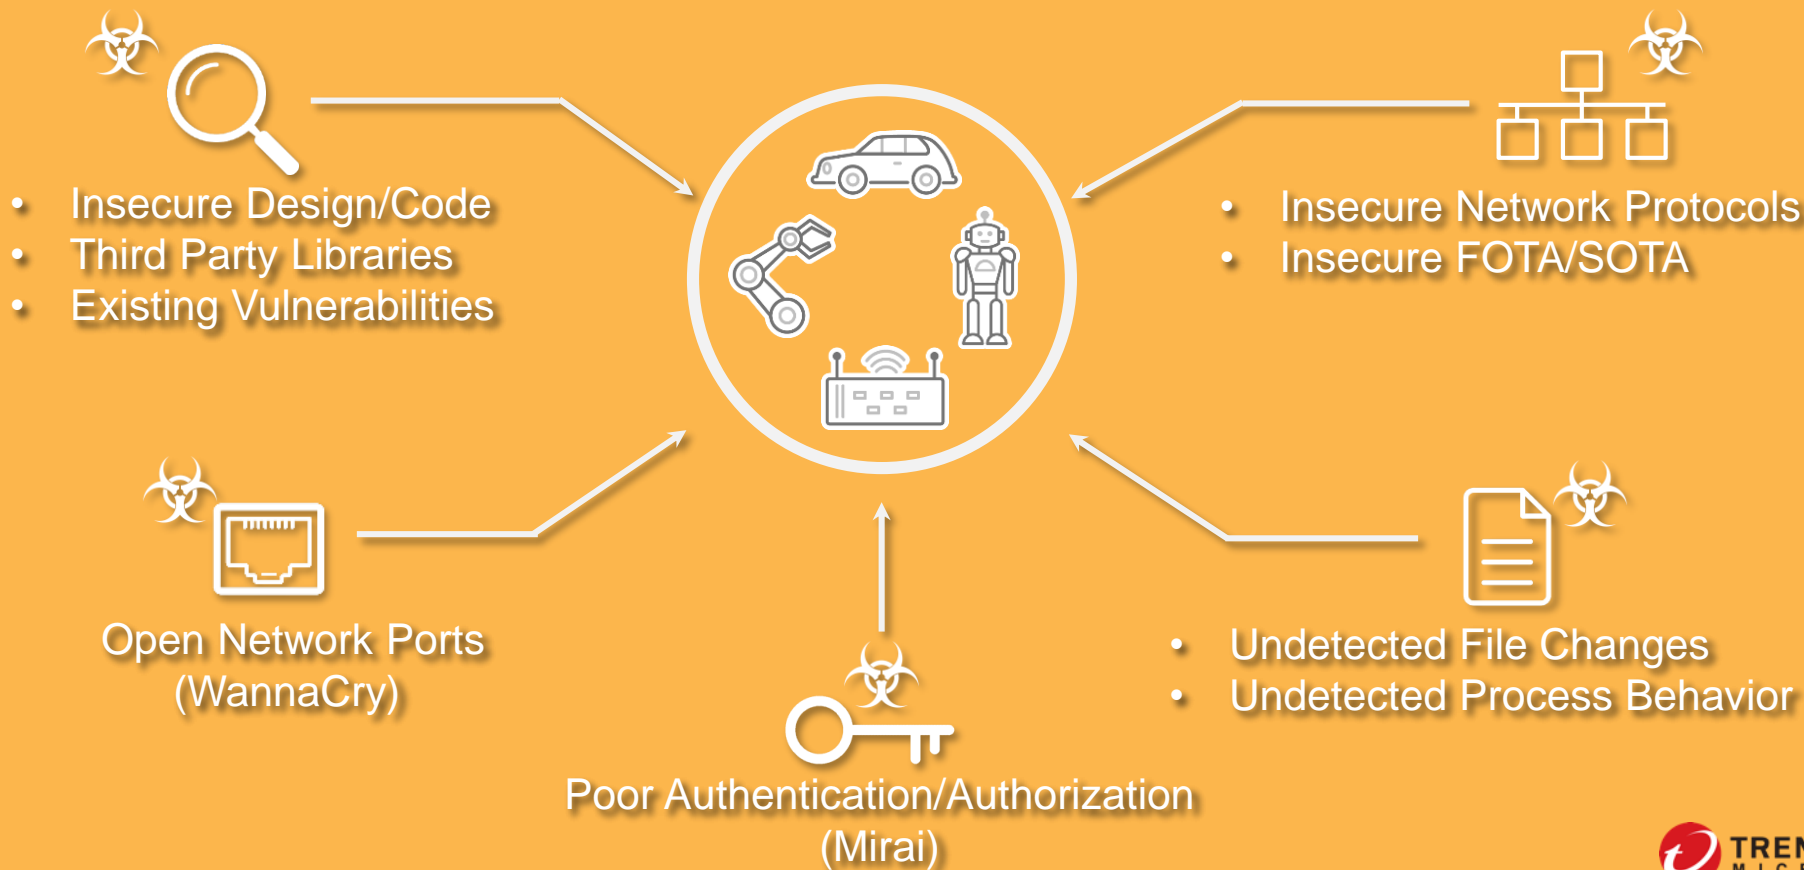 • Insecure Design/Code
• Third Party Libraries
• Existing Vulnerabilities
• Insecure Network Protocols
• Insecure FOTA/SOTA
Open Network Ports
(WannaCry)
• Undetected File Changes
• Undetected Process Behavior
Poor Authentication/Authorization
(Mirai)